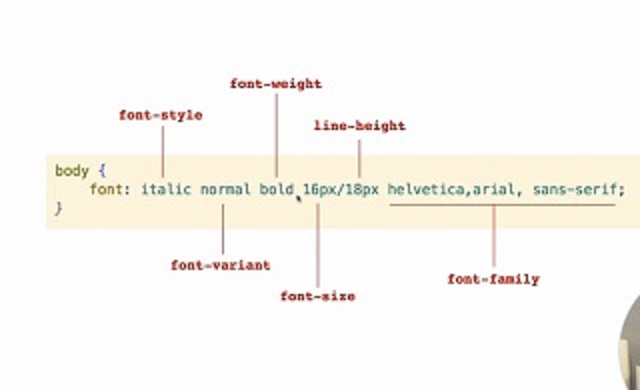 font-weight
font-style
line-height
body {
font: italic normal bold 16px/18px helvetica,arial, sans-serif;
}
font-variant
font-size
font-family